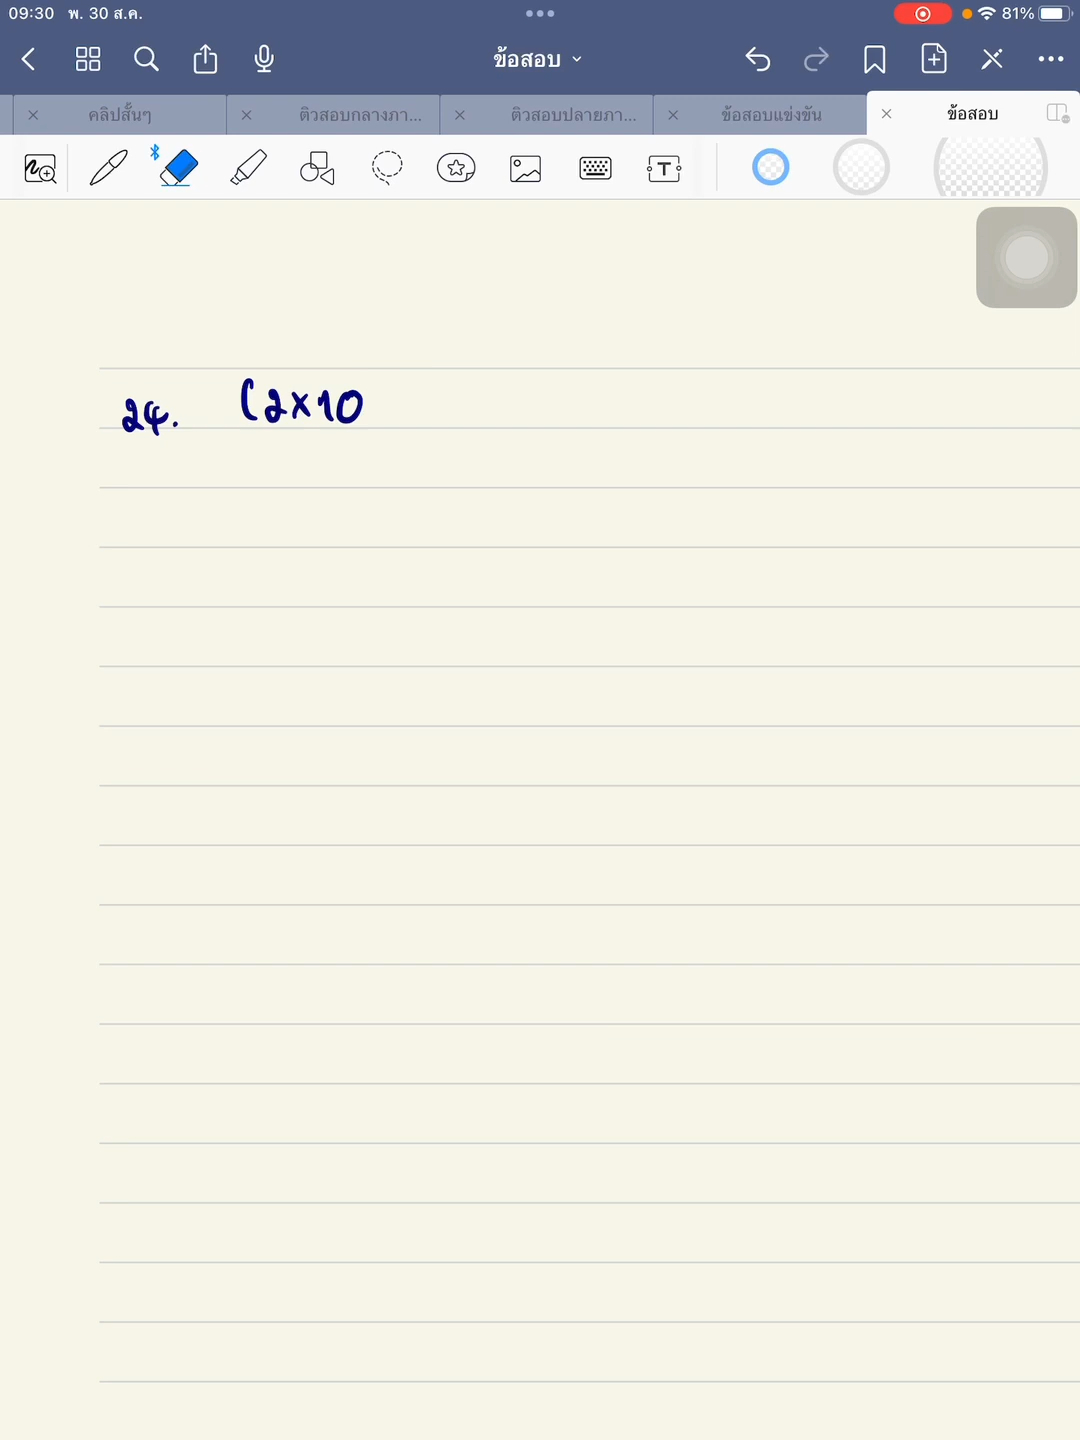 09:30 พ. 30 ส.ค. 81%
ข้อสอบ
คลิปสั้นๆ ติวสอบกลางภา... ติวสอบปลายภา... ข้อสอบแข่งขัน ข้อสอบ
T
24. (2×10